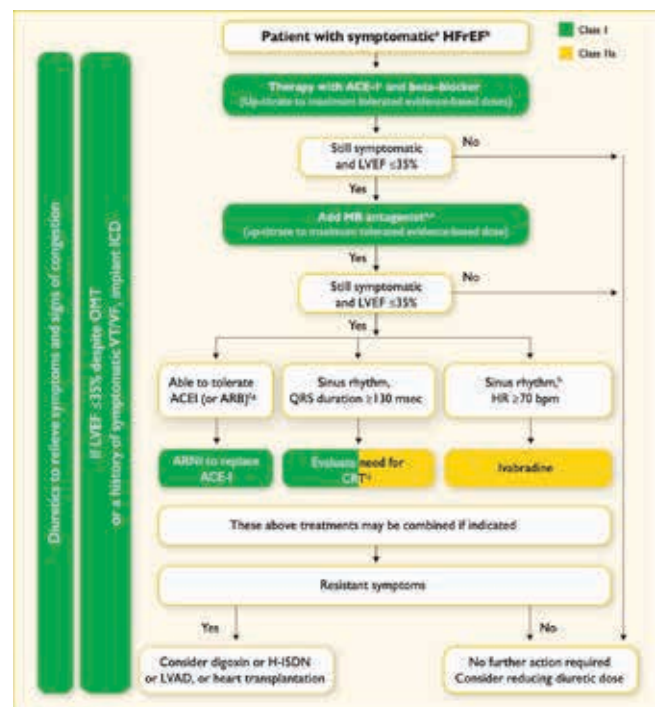 Patient with symptomaticᵃ HFrEFᵇ
Class I
Class IIa
Therapy with ACE-Iᶜ and beta-blocker
(Up-titrate to maximum tolerated evidence-based doses)
Still symptomatic
and LVEF ≤35%
No
Yes
Add MR antagonist
(up-titrate to maximum tolerated evidence-based dose)
Yes
Still symptomatic
and LVEF ≤35%
No
Yes
Able to tolerate
ACEI (or ARB)
Sinus rhythm,
QRS duration ≥130 msec
Sinus rhythm,
HR ≥70 bpm
ARNI to replace
ACE-I
Evaluate need for
CRT
Ivabradine
These above treatments may be combined if indicated
Resistant symptoms
Yes
No
Consider digoxin or H-ISDN
or LVAD, or heart transplantation
No further action required
Consider reducing diuretic dose
Diuretics to relieve symptoms and signs of congestion
If LVEF ≤35% despite OMT
or a history of symptomatic VT/VF, implant ICD